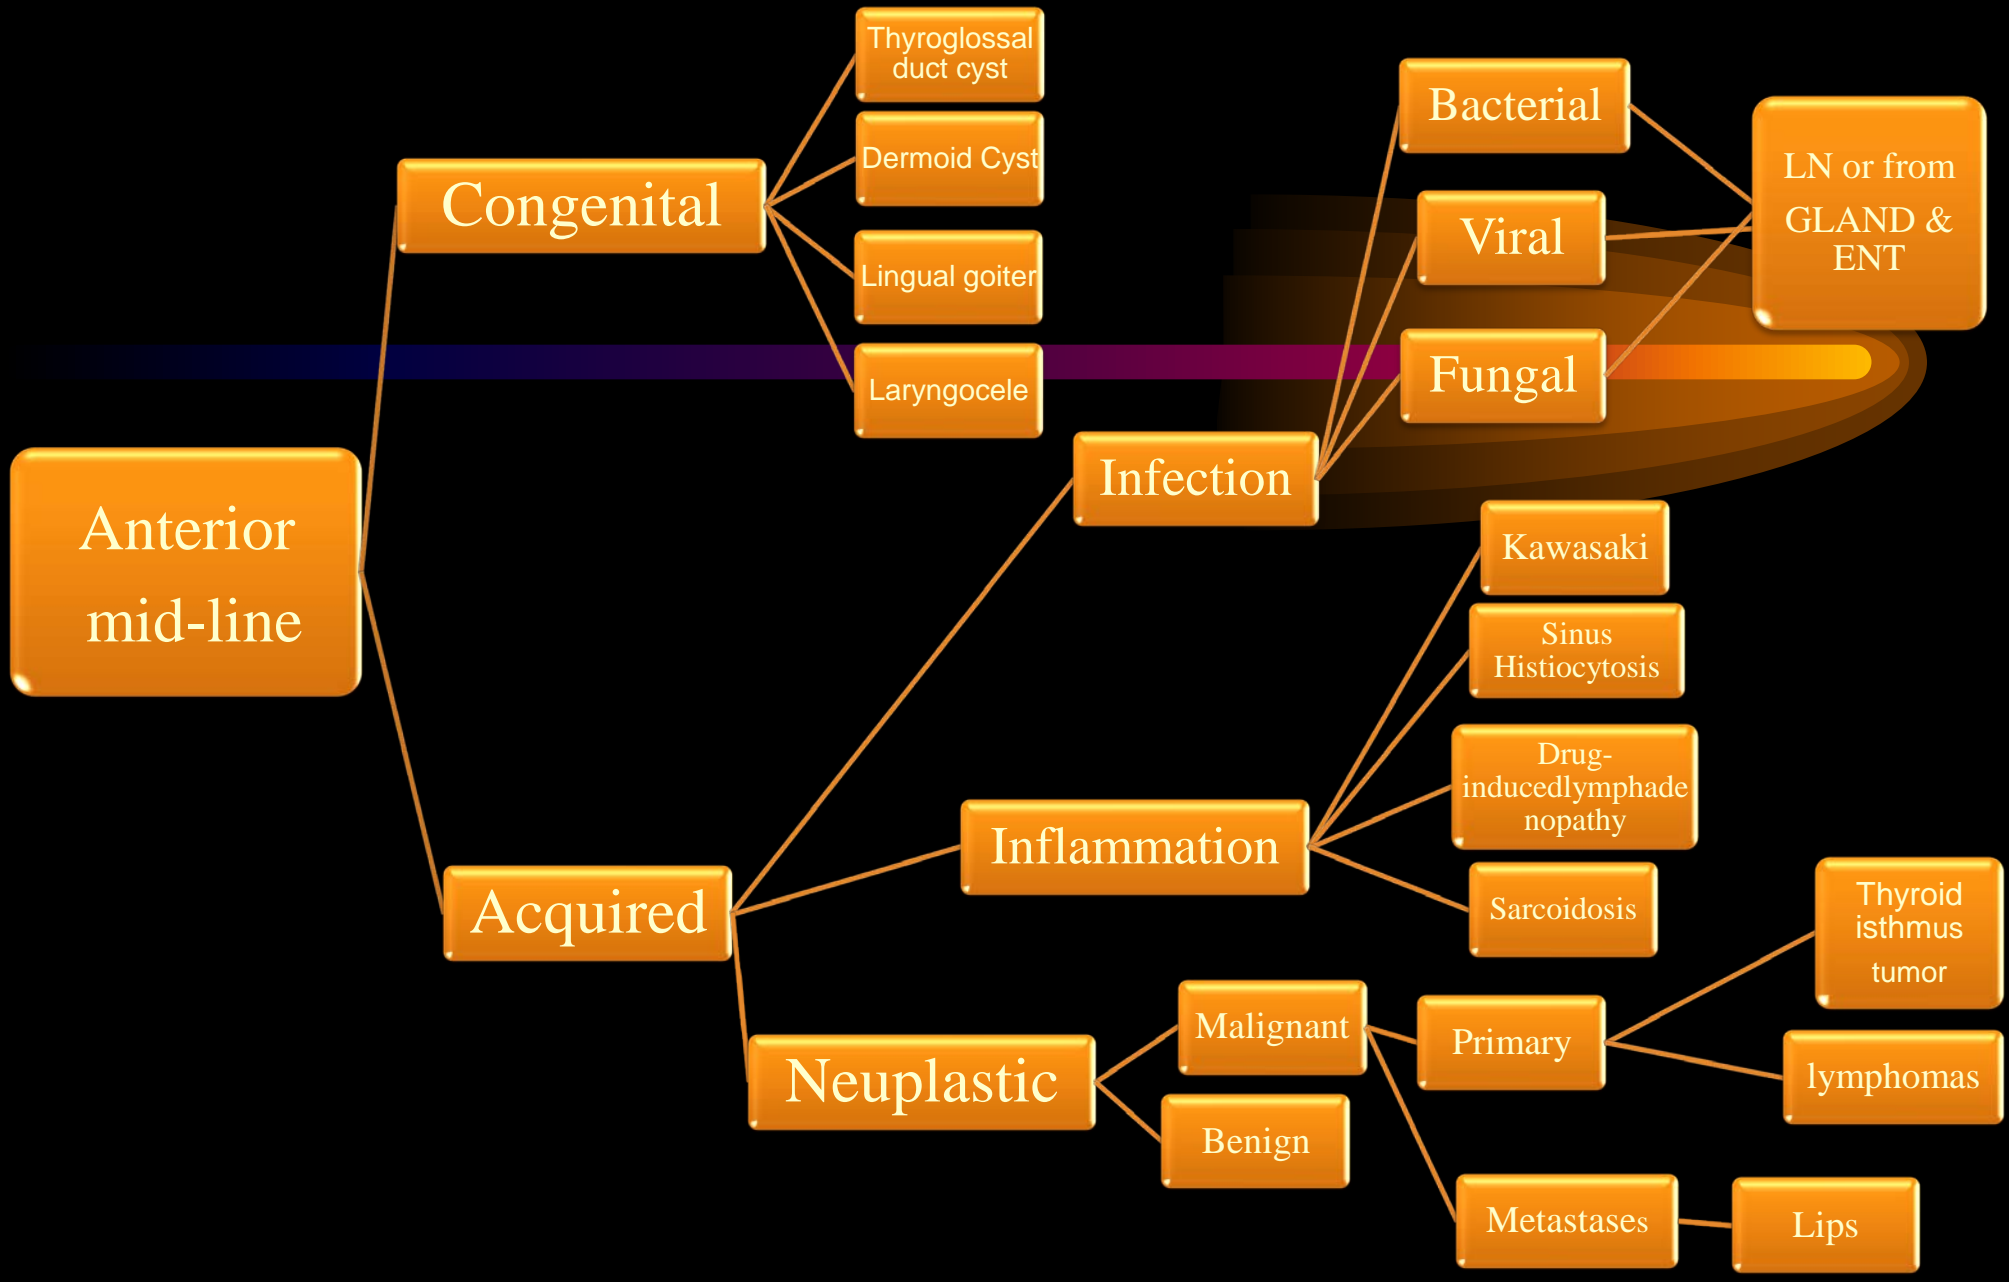 Anterior
mid-line
Congenital
Thyroglossal
duct cyst
Dermoid Cyst
Lingual goiter
Laryngocele
Acquired
Infection
Bacterial
Viral
Fungal
LN or from
GLAND &
ENT
Inflammation
Kawasaki
Sinus
Histiocytosis
Drug-
inducedlymphade
nopathy
Sarcoidosis
Neuplastic
Malignant
Primary
Thyroid
isthmus
tumor
lymphomas
Metastases
Lips
Benign